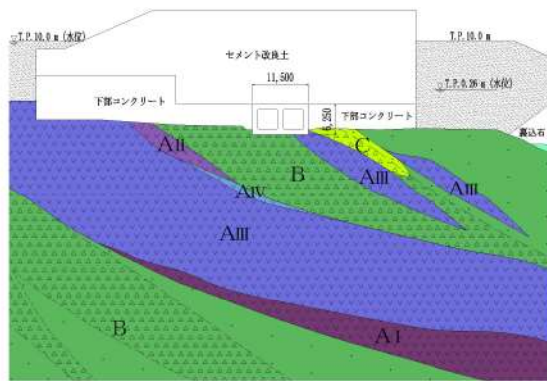 ▽T.P.10.0 m (水位)
T.P.10.0 m
セメント改良土
11,500
▽T.P.0.26 m (水位)
下部コンクリート
6,250
下部コンクリート
裏込石
AII
C
B
AIII
AIII
AIV
AIII
B
AI